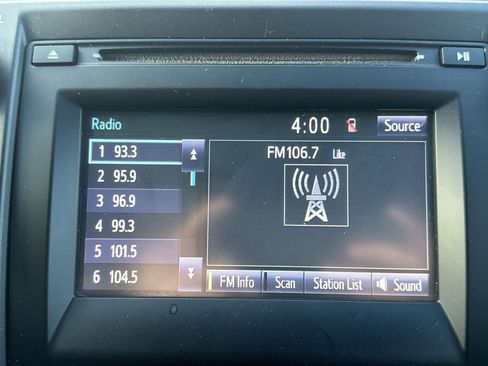 Radio 4:00 Source
1 93.3
2 95.9
3 96.9
4 99.3
5 101.5
6 104.5
FM106.7 Like
FM Info Scan Station List Sound